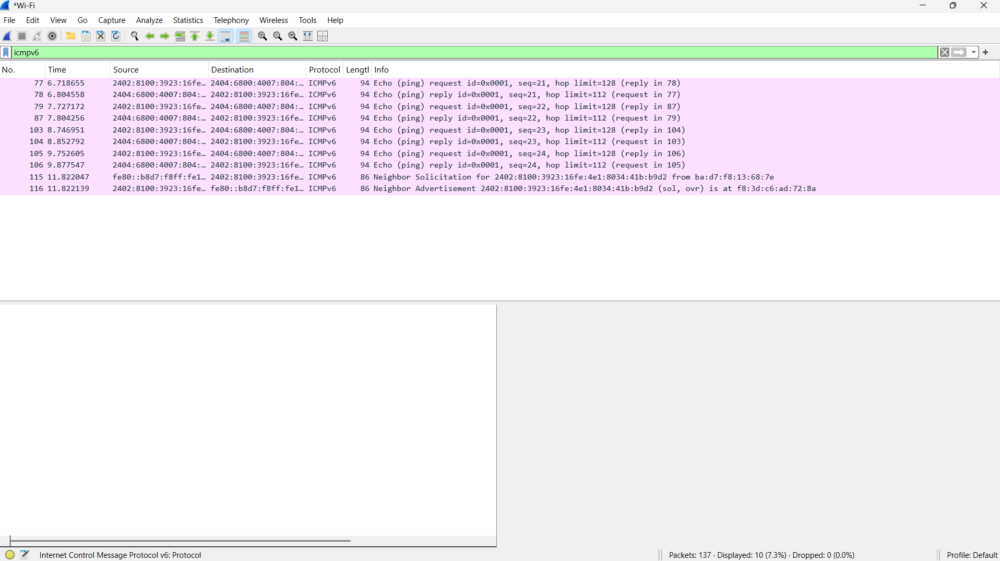 *Wi-Fi
File Edit View Go Capture Analyze Statistics Telephony Wireless Tools Help
icmpv6
No. Time Source Destination Protocol Length Info
77 6.718655 2402:8100:3923:16fe… 2404:6800:4007:804:… ICMPv6 94 Echo (ping) request id=0x0001, seq=21, hop limit=128 (reply in 78)
78 6.804558 2404:6800:4007:804:… 2402:8100:3923:16fe… ICMPv6 94 Echo (ping) reply id=0x0001, seq=21, hop limit=112 (request in 77)
79 7.727172 2402:8100:3923:16fe… 2404:6800:4007:804:… ICMPv6 94 Echo (ping) request id=0x0001, seq=22, hop limit=128 (reply in 87)
87 7.804256 2404:6800:4007:804:… 2402:8100:3923:16fe… ICMPv6 94 Echo (ping) reply id=0x0001, seq=22, hop limit=112 (request in 79)
103 8.746951 2402:8100:3923:16fe… 2404:6800:4007:804:… ICMPv6 94 Echo (ping) request id=0x0001, seq=23, hop limit=128 (reply in 104)
104 8.852792 2404:6800:4007:804:… 2402:8100:3923:16fe… ICMPv6 94 Echo (ping) reply id=0x0001, seq=23, hop limit=112 (request in 103)
105 9.752605 2402:8100:3923:16fe… 2404:6800:4007:804:… ICMPv6 94 Echo (ping) request id=0x0001, seq=24, hop limit=128 (reply in 106)
106 9.877547 2404:6800:4007:804:… 2402:8100:3923:16fe… ICMPv6 94 Echo (ping) reply id=0x0001, seq=24, hop limit=112 (request in 105)
115 11.822047 fe80::b8d7:f8ff:fe1… 2402:8100:3923:16fe… ICMPv6 86 Neighbor Solicitation for 2402:8100:3923:16fe:4e1:8034:41b:b9d2 from ba:d7:f8:13:68:7e
116 11.822139 2402:8100:3923:16fe… fe80::b8d7:f8ff:fe1… ICMPv6 86 Neighbor Advertisement 2402:8100:3923:16fe:4e1:8034:41b:b9d2 (sol, ovr) is at f8:3d:c6:ad:72:8a
Internet Control Message Protocol v6: Protocol Packets: 137 · Displayed: 10 (7.3%) · Dropped: 0 (0.0%) Profile: Default